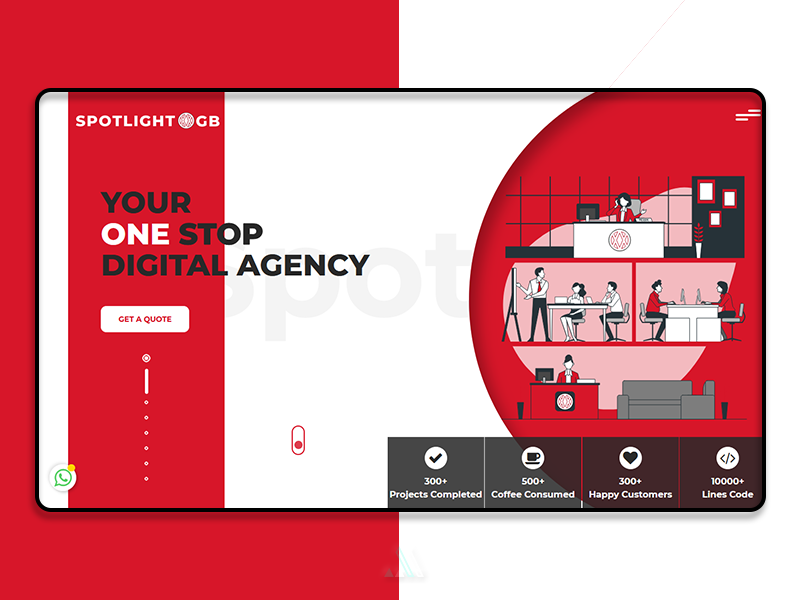 SPOTLIGHT GB
YOUR
ONE STOP
DIGITAL AGENCY
spot
GET A QUOTE
300+
Projects Completed
500+
Coffee Consumed
300+
Happy Customers
10000+
Lines Code